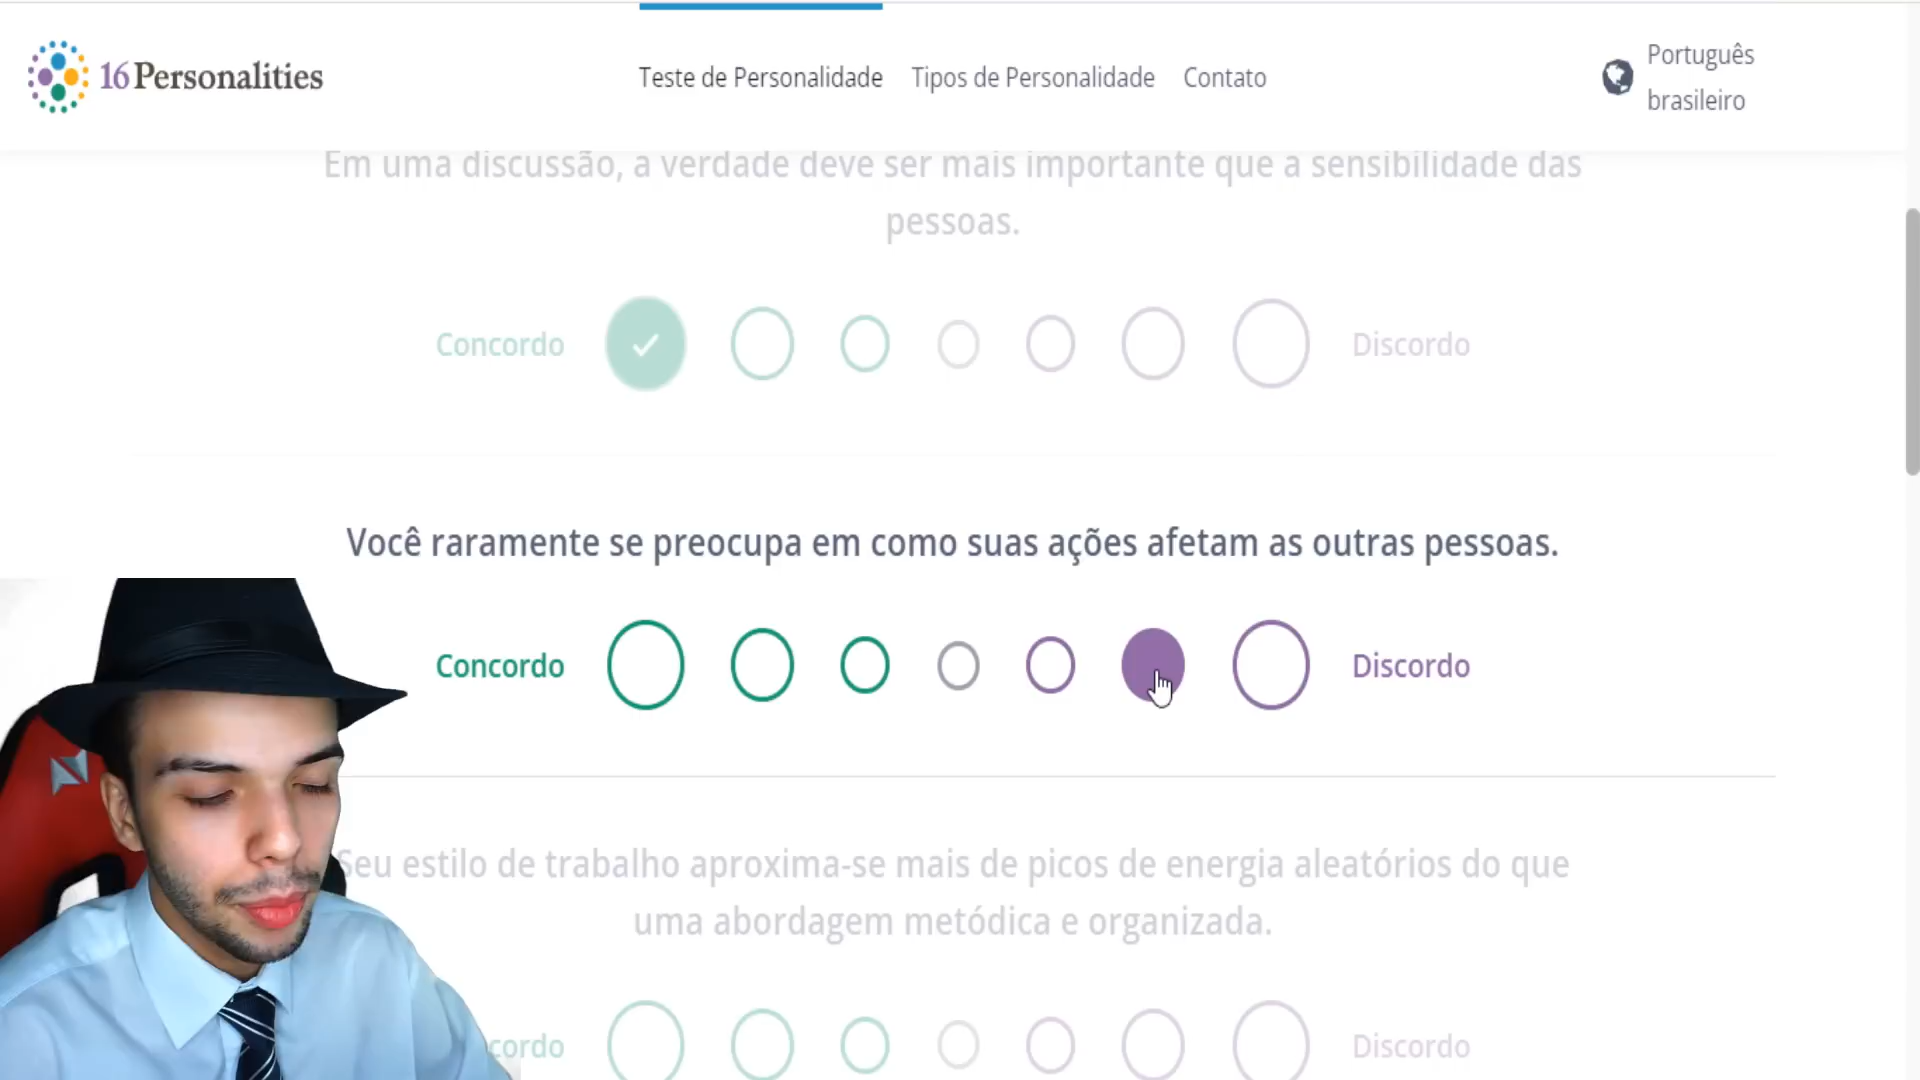 16Personalities
Teste de Personalidade
Tipos de Personalidade
Contato
Português
brasileiro
Em uma discussão, a verdade deve ser mais importante que a sensibilidade das
pessoas.
Concordo
Discordo
Você raramente se preocupa em como suas ações afetam as outras pessoas.
Concordo
Discordo
Seu estilo de trabalho aproxima-se mais de picos de energia aleatórios do que
uma abordagem metódica e organizada.
cordo
Discordo